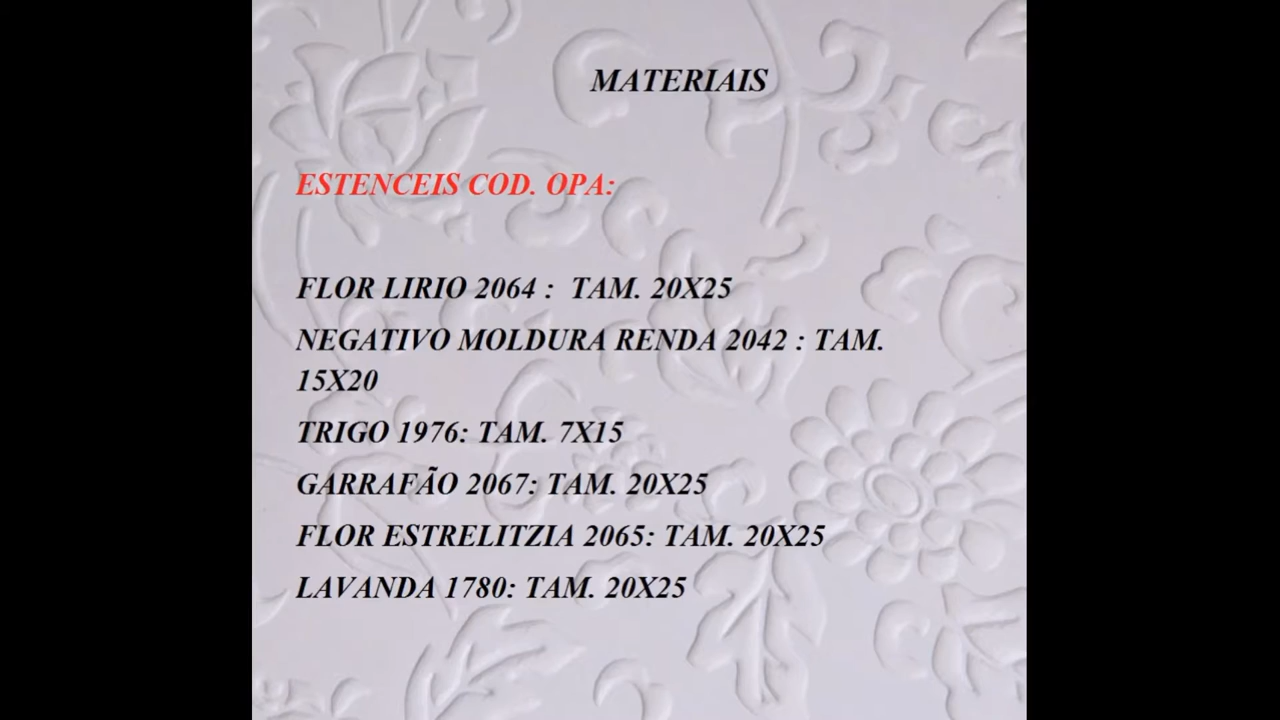 MATERIAIS
ESTENCEIS COD. OPA:
FLOR LIRIO 2064 : TAM. 20X25
NEGATIVO MOLDURA RENDA 2042 : TAM.
15X20
TRIGO 1976: TAM. 7X15
GARRAFÃO 2067: TAM. 20X25
FLOR ESTRELITZIA 2065: TAM. 20X25
LAVANDA 1780: TAM. 20X25